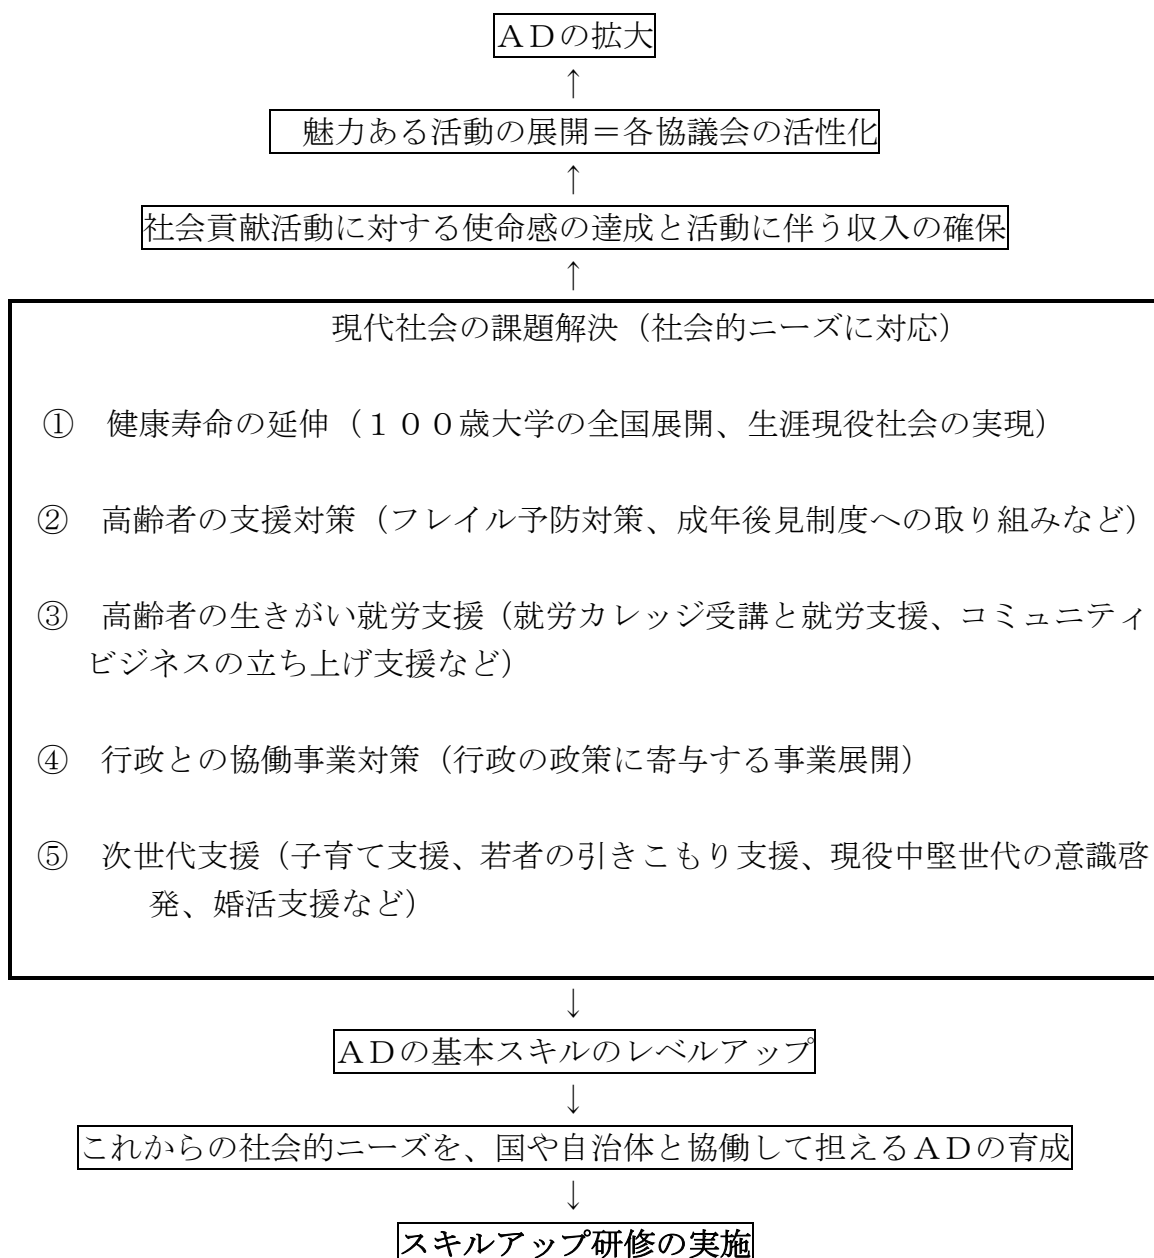 ＡＤの拡大
↑
魅力ある活動の展開＝各協議会の活性化
↑
社会貢献活動に対する使命感の達成と活動に伴う収入の確保
↑
現代社会の課題解決（社会的ニーズに対応）
①　健康寿命の延伸（１００歳大学の全国展開、生涯現役社会の実現）
②　高齢者の支援対策（フレイル予防対策、成年後見制度への取り組みなど）
③　高齢者の生きがい就労支援（就労カレッジ受講と就労支援、コミュニティ
ビジネスの立ち上げ支援など）
④　行政との協働事業対策（行政の政策に寄与する事業展開）
⑤　次世代支援（子育て支援、若者の引きこもり支援、現役中堅世代の意識啓
発、婚活支援など）
↓
ＡＤの基本スキルのレベルアップ
↓
これからの社会的ニーズを、国や自治体と協働して担えるＡＤの育成
↓
スキルアップ研修の実施